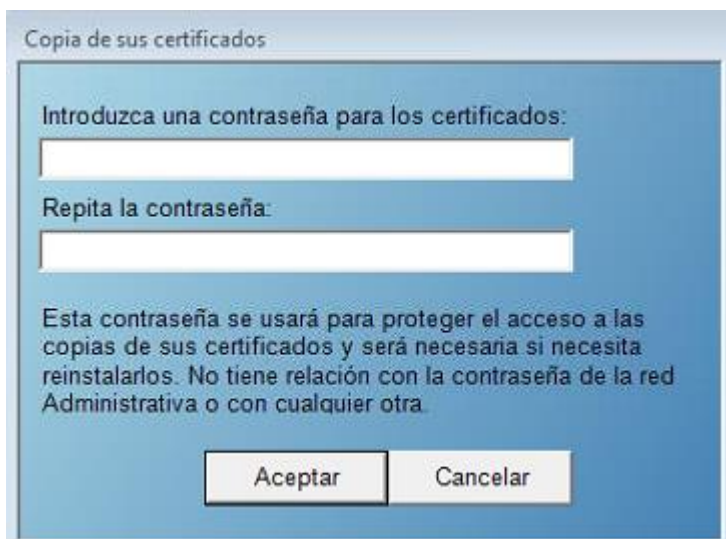 Copia de sus certificados
Introduzca una contraseña para los certificados:
Repita la contraseña:
Esta contraseña se usará para proteger el acceso a las
copias de sus certificados y será necesaria si necesita
reinstalarlos. No tiene relación con la contraseña de la red
Administrativa o con cualquier otra.
Aceptar
Cancelar